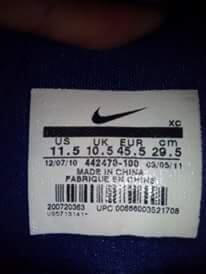 XC
US UK EUR cm
11.5 10.5 45.5 29.5
12/07/10 442470-100 03/05/11
MADE IN CHINA
FABRIQUE EN CHINE
200720363 UPC 00666003521708